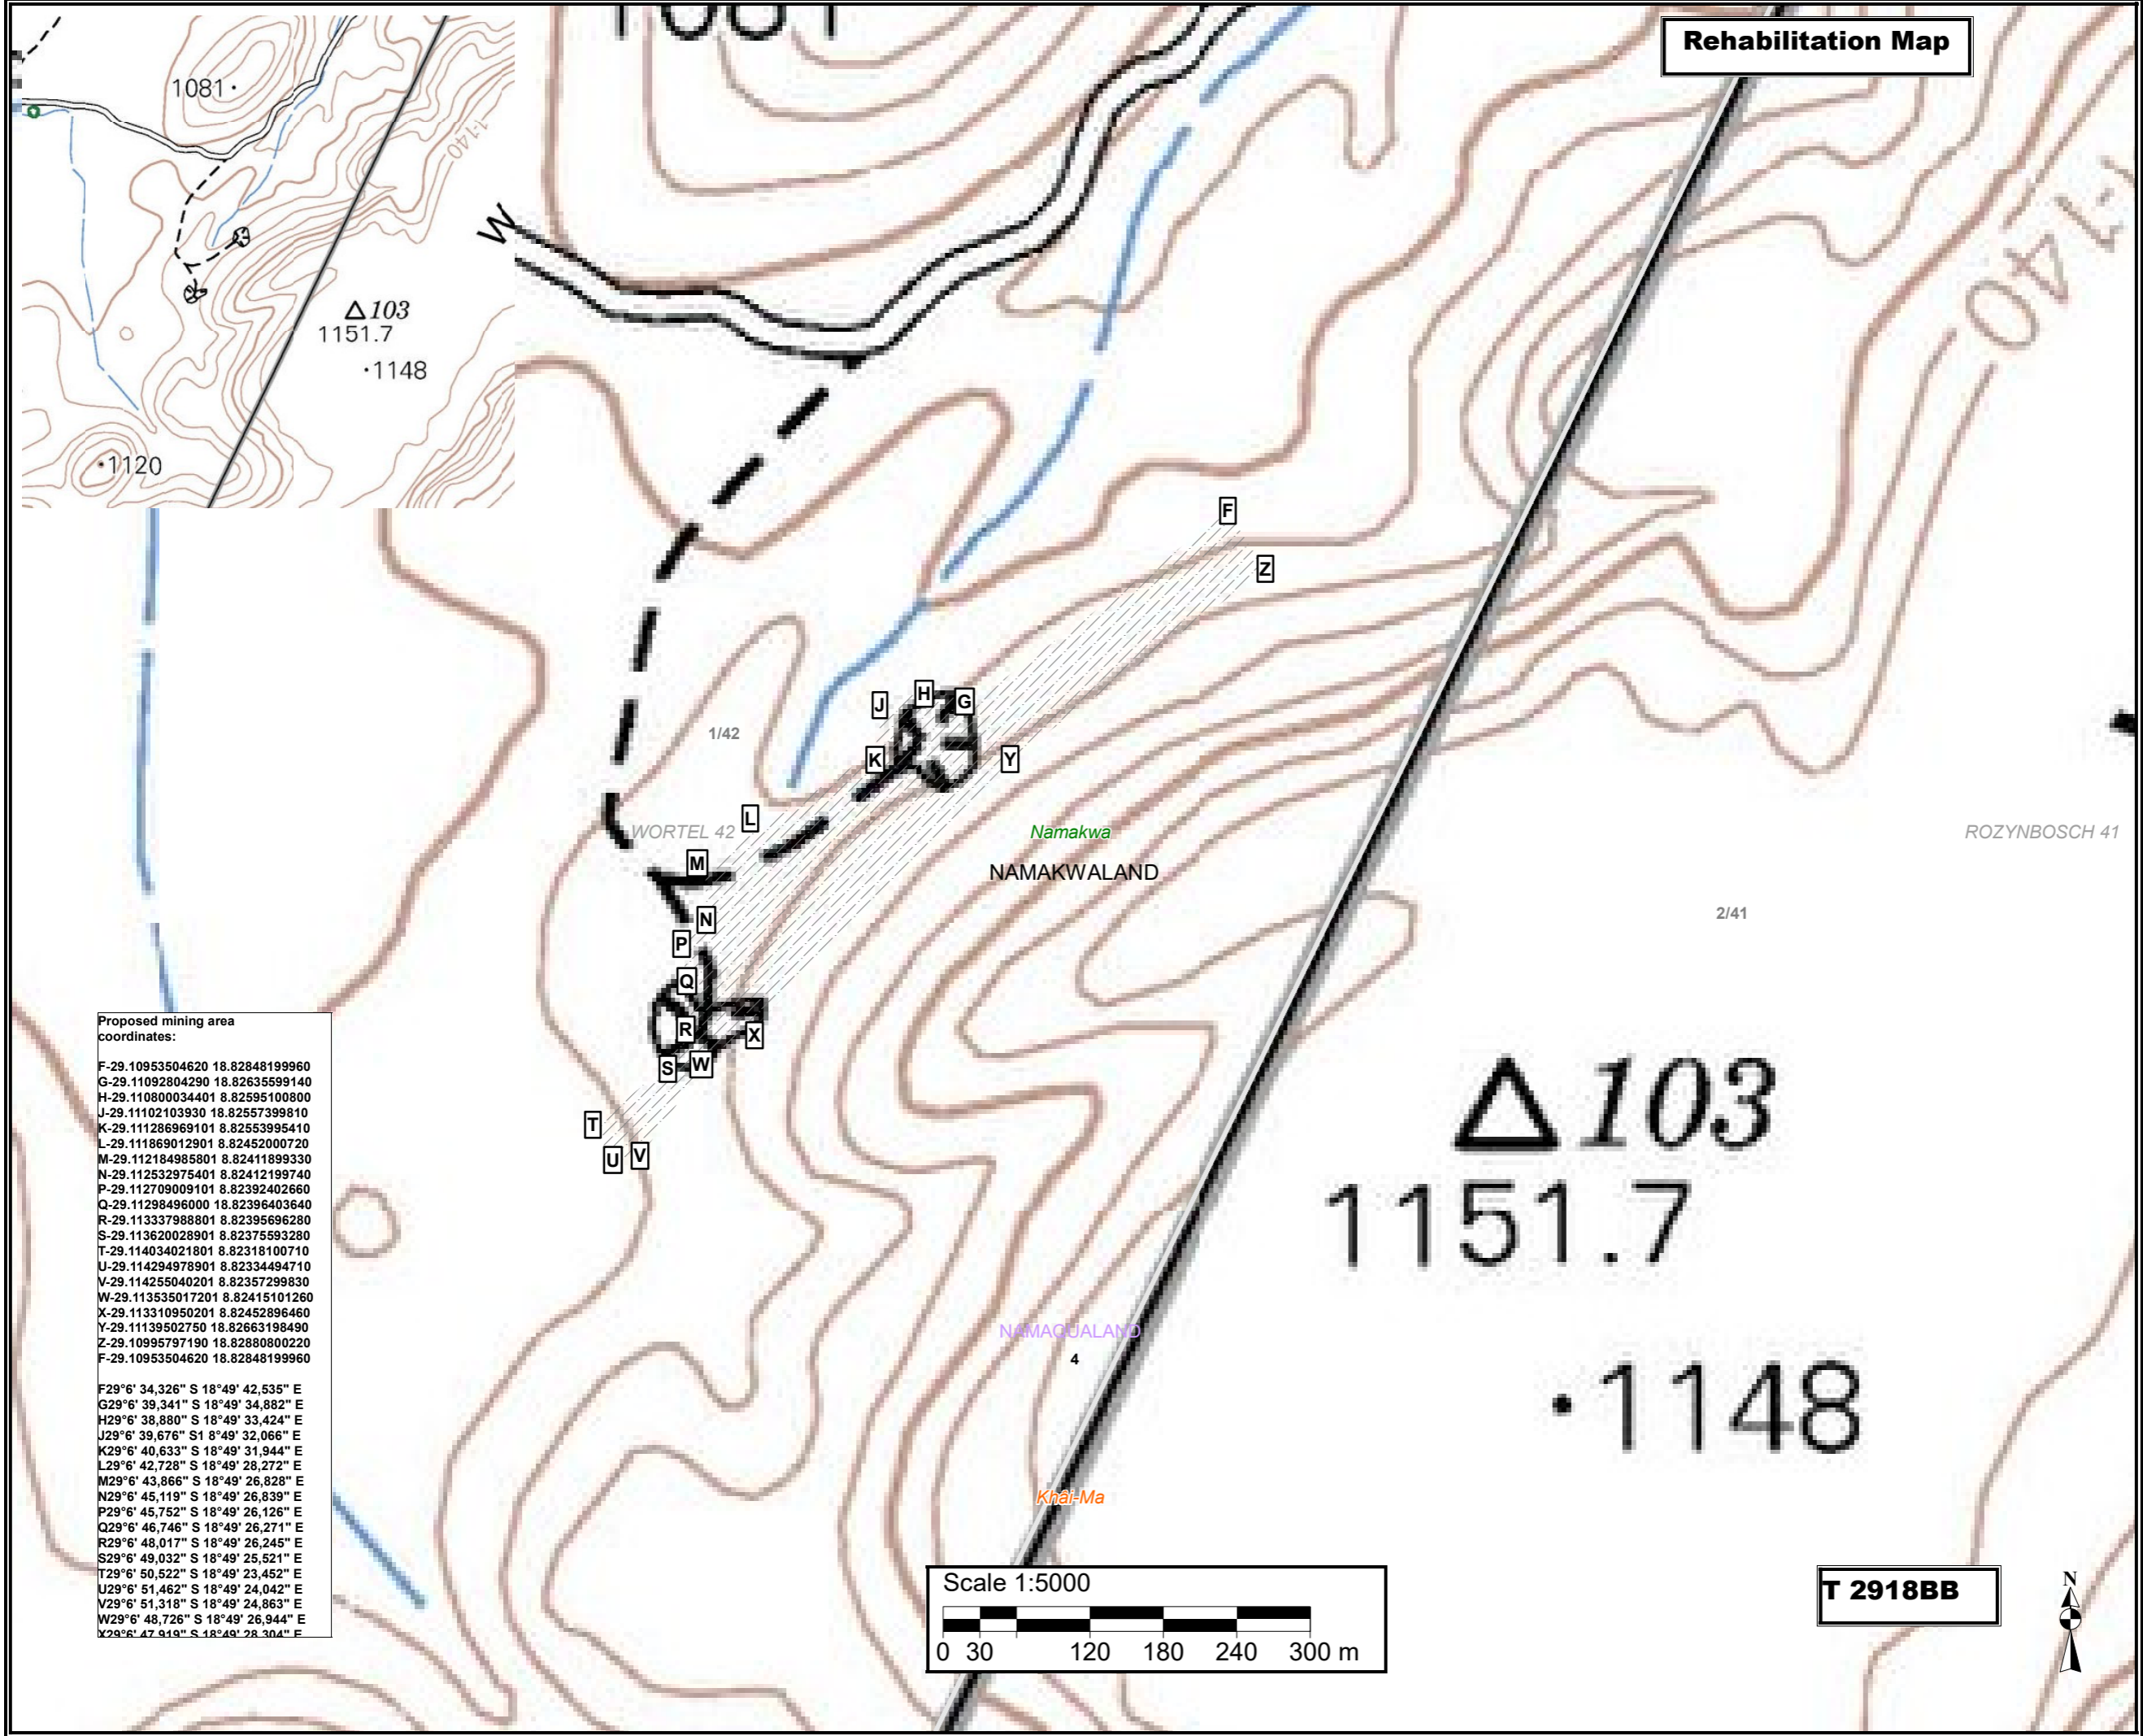 Rehabilitation Map
1081
1140
103
1151.7
1148
1120
W
1140
F
Z
H
G
J
K
Y
1/42
L
WORTEL 42
Namakwa
NAMAKWALAND
ROZYNBOSCH 41
M
N
P
2/41
Q
R
X
S
W
T
U
V
103
1151.7
1148
NAMAQUALAND
4
Khâi-Ma
Proposed mining area
coordinates:
F-29.10953504620 18.82848199960
G-29.11092804290 18.82635599140
H-29.110800034401 8.82595100800
J-29.11102103930 18.82557399810
K-29.111286969101 8.82553995410
L-29.111869012901 8.82452000720
M-29.112184985801 8.82411899330
N-29.112532975401 8.82412199740
P-29.112709009101 8.82392402660
Q-29.11298496000 18.82396403640
R-29.113337988801 8.82395696280
S-29.113620028901 8.82375593280
T-29.114034021801 8.82318100710
U-29.114294978901 8.82334494710
V-29.114255040201 8.82357299830
W-29.113535017201 8.82415101260
X-29.113310950201 8.82452896460
Y-29.11139502750 18.82663198490
Z-29.10995797190 18.82880800220
F-29.10953504620 18.82848199960
F29°6' 34,326" S 18°49' 42,535" E
G29°6' 39,341" S 18°49' 34,882" E
H29°6' 38,880" S 18°49' 33,424" E
J29°6' 39,676" S1 8°49' 32,066" E
K29°6' 40,633" S 18°49' 31,944" E
L29°6' 42,728" S 18°49' 28,272" E
M29°6' 43,866" S 18°49' 26,828" E
N29°6' 45,119" S 18°49' 26,839" E
P29°6' 45,752" S 18°49' 26,126" E
Q29°6' 46,746" S 18°49' 26,271" E
R29°6' 48,017" S 18°49' 26,245" E
S29°6' 49,032" S 18°49' 25,521" E
T29°6' 50,522" S 18°49' 23,452" E
U29°6' 51,462" S 18°49' 24,042" E
V29°6' 51,318" S 18°49' 24,863" E
W29°6' 48,726" S 18°49' 26,944" E
X29°6' 47,919" S 18°49' 28,304" E
Scale 1:5000
0 30 120 180 240 300 m
T 2918BB
N